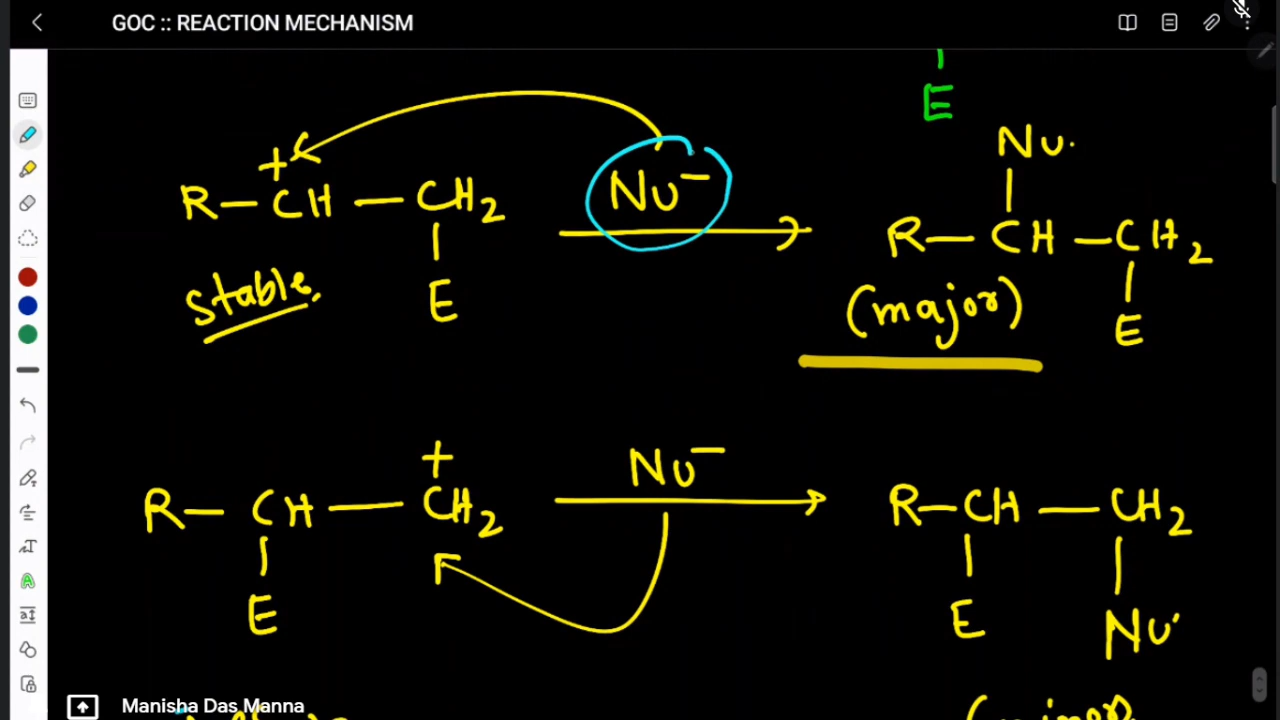 GOC :: REACTION MECHANISM
E
Nu
+
R — CH — CH2
E
Nu−
R — CH — CH2
E
stable.
(major)
+
R — CH — CH2
E
Nu−
R — CH — CH2
E
Nu
(minor
Manisha Das Manna